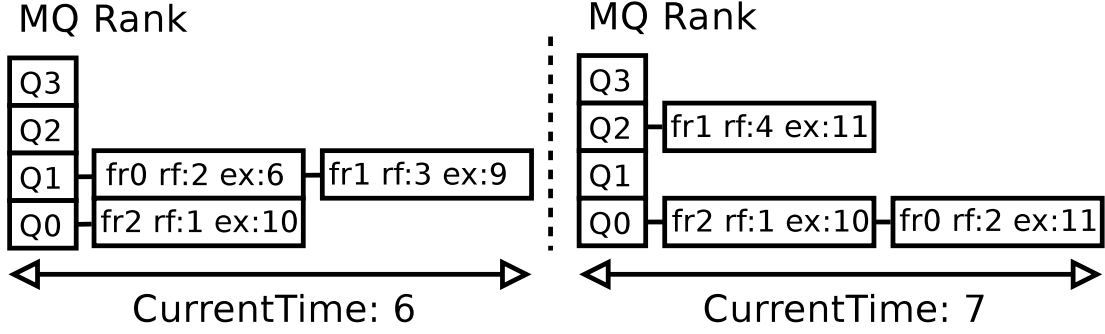 MQ Rank
Q3
Q2
Q1 fr0 rf:2 ex:6 fr1 rf:3 ex:9
Q0 fr2 rf:1 ex:10
CurrentTime: 6
MQ Rank
Q3
Q2 fr1 rf:4 ex:11
Q1
Q0 fr2 rf:1 ex:10 fr0 rf:2 ex:11
CurrentTime: 7